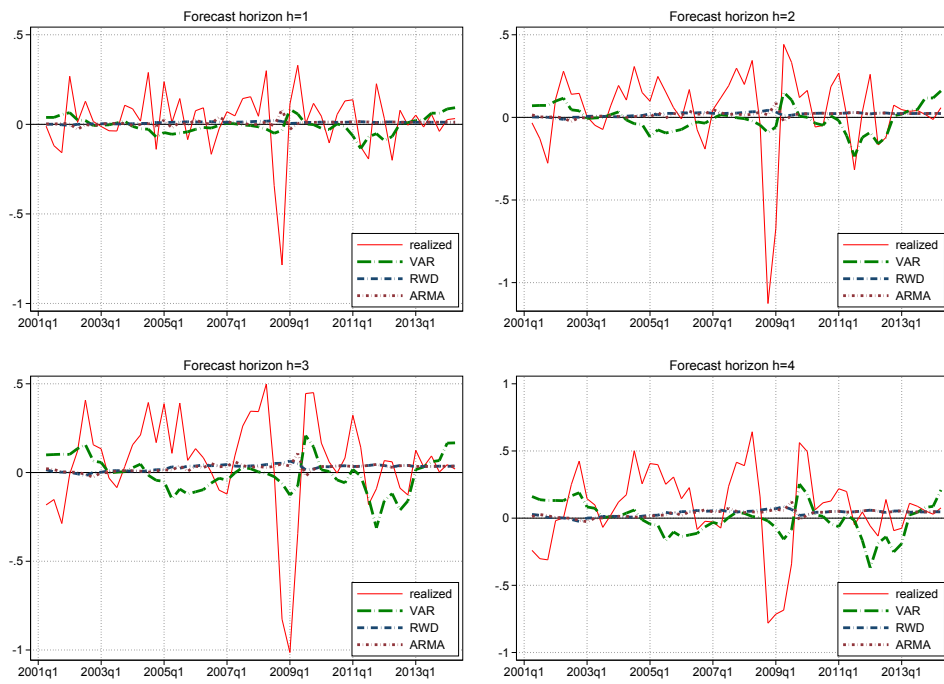 Forecast horizon h=1
.5
0
-.5
-1
realized
VAR
RWD
ARMA
2001q1 2003q1 2005q1 2007q1 2009q1 2011q1 2013q1
Forecast horizon h=2
.5
0
-.5
-1
realized
VAR
RWD
ARMA
2001q1 2003q1 2005q1 2007q1 2009q1 2011q1 2013q1
Forecast horizon h=3
.5
0
-.5
-1
realized
VAR
RWD
ARMA
2001q1 2003q1 2005q1 2007q1 2009q1 2011q1 2013q1
Forecast horizon h=4
1
.5
0
-.5
-1
realized
VAR
RWD
ARMA
2001q1 2003q1 2005q1 2007q1 2009q1 2011q1 2013q1